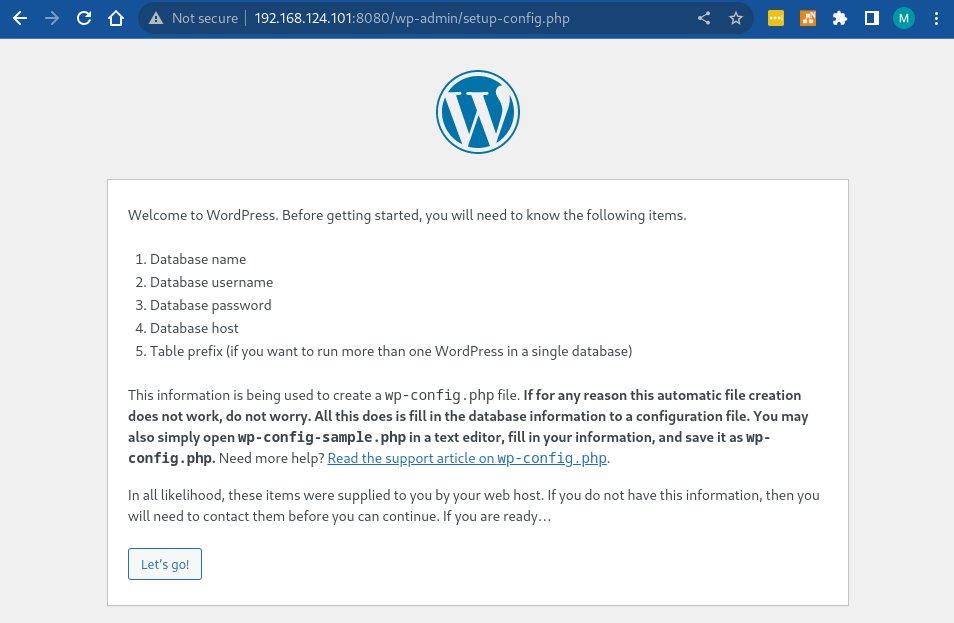 Not secure 192.168.124.101:8080/wp-admin/setup-config.php
M
W
Welcome to WordPress. Before getting started, you will need to know the following items.
1. Database name
2. Database username
3. Database password
4. Database host
5. Table prefix (if you want to run more than one WordPress in a single database)
This information is being used to create a wp-config.php file. If for any reason this automatic file creation
does not work, do not worry. All this does is fill in the database information to a configuration file. You may
also simply open wp-config-sample.php in a text editor, fill in your information, and save it as wp-
config.php. Need more help? Read the support article on wp-config.php.
In all likelihood, these items were supplied to you by your web host. If you do not have this information, then you
will need to contact them before you can continue. If you are ready…
Let’s go!